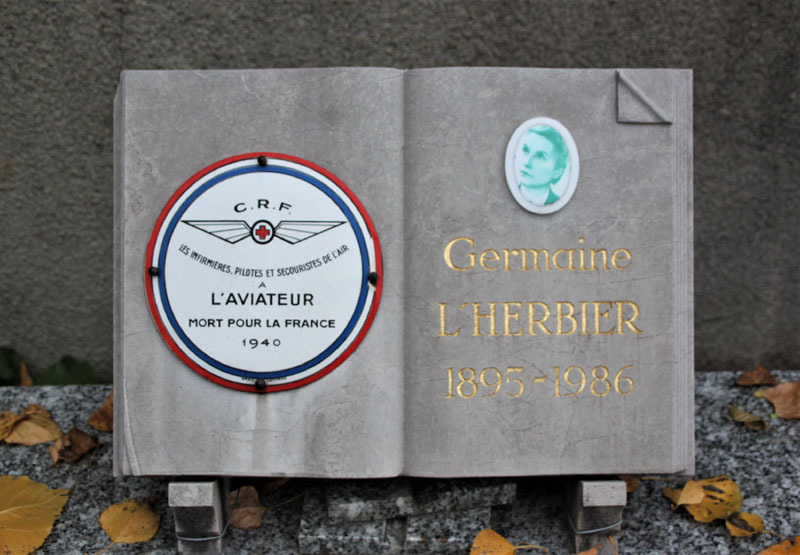 C.R.F.
LES INFIRMIÈRES, PILOTES ET SECOURISTES DE L'AIR
A
L'AVIATEUR
MORT POUR LA FRANCE
1940
Germaine
L'HERBIER
1895-1986